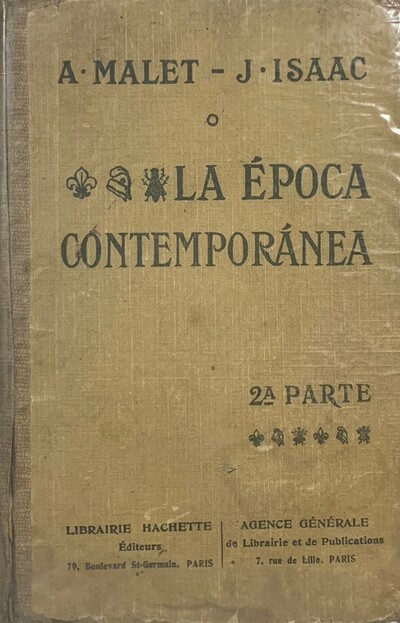 A. MALET - J. ISAAC
LA ÉPOCA
CONTEMPORÁNEA
2ª PARTE
LIBRAIRIE HACHETTE
Éditeurs
79, Boulevard St-Germain, PARIS
AGENCE GÉNÉRALE
de Librairie et de Publications
7, rue de Lille, PARIS